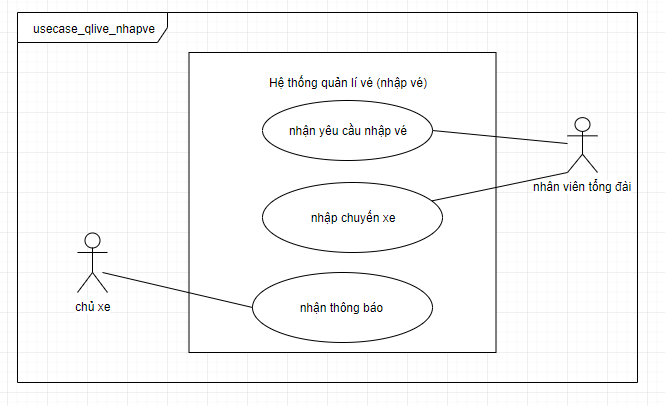 usecase_qlive_nhapve
Hệ thống quản lí vé (nhập vé)
nhận yêu cầu nhập vé
nhân viên tổng đài
nhập chuyến xe
chủ xe
nhận thông báo